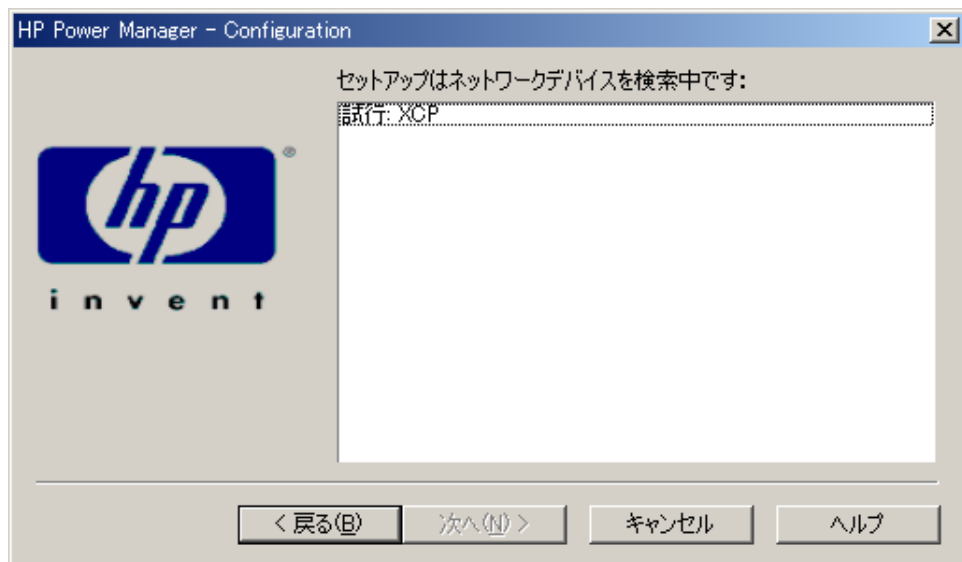 HP Power Manager - Configuration
セットアップはネットワークデバイスを検索中です:
試行: XCP
hp
®
invent
< 戻る(B)
次へ(N) >
キャンセル
ヘルプ